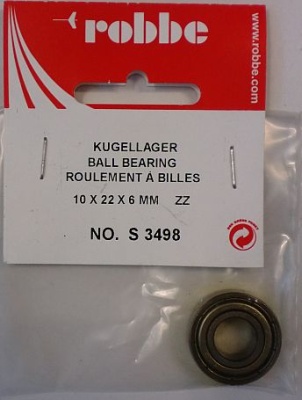 robbe
www.robbe.com
KUGELLAGER
BALL BEARING
ROULEMENT À BILLES
10 X 22 X 6 MM ZZ
NO. S 3498